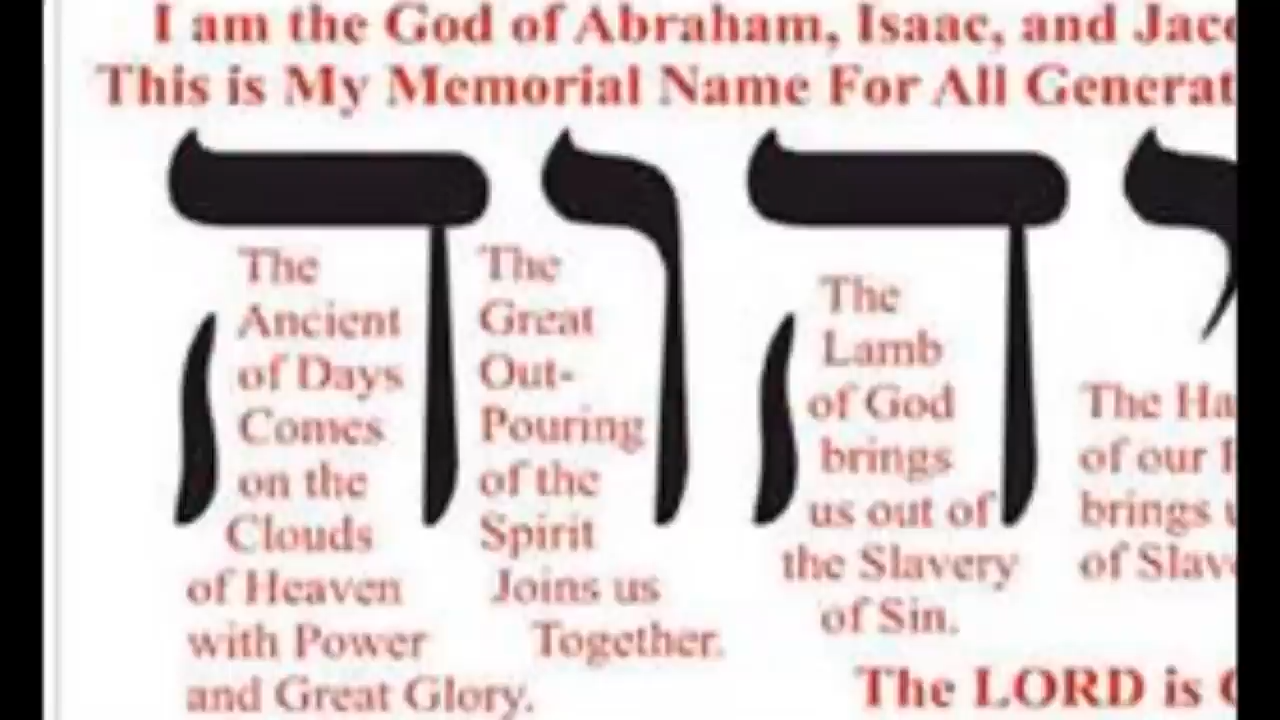 I am the God of Abraham, Isaac, and
This is My Memorial Name For All
יהוה
The
Ancient
of Days
Comes
on the
Clouds
of Heaven
with Power
and Great Glory.
The
Great
Out-
Pouring
of the
Spirit
Joins us
Together.
The
Lamb
of God
brings
us out of
the Slavery
of Sin.
The
of our
brings
of
The LORD is